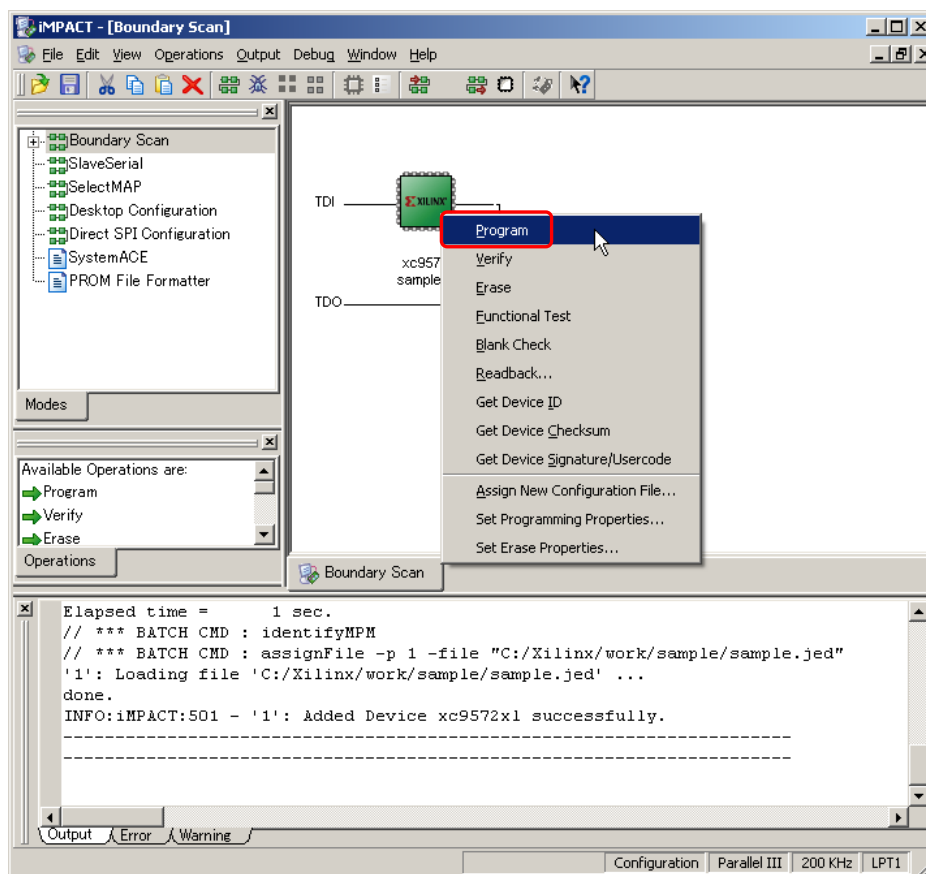 iMPACT - [Boundary Scan]
File Edit View Operations Output Debug Window Help
Boundary Scan
SlaveSerial
SelectMAP
Desktop Configuration
Direct SPI Configuration
SystemACE
PROM File Formatter
Modes
Available Operations are:
Program
Verify
Erase
Operations
TDI
XILINX
xc957
sample
TDO
Program
Verify
Erase
Functional Test
Blank Check
Readback...
Get Device ID
Get Device Checksum
Get Device Signature/Usercode
Assign New Configuration File...
Set Programming Properties...
Set Erase Properties...
Boundary Scan
Elapsed time =      1 sec.
// *** BATCH CMD : identifyMPM
// *** BATCH CMD : assignFile -p 1 -file "C:/Xilinx/work/sample/sample.jed"
'1': Loading file 'C:/Xilinx/work/sample/sample.jed' ...
done.
INFO:iMPACT:501 - '1': Added Device xc9572xl successfully.
----------------------------------------------------------------------
----------------------------------------------------------------------
Output Error Warning
Configuration Parallel III 200 KHz LPT1